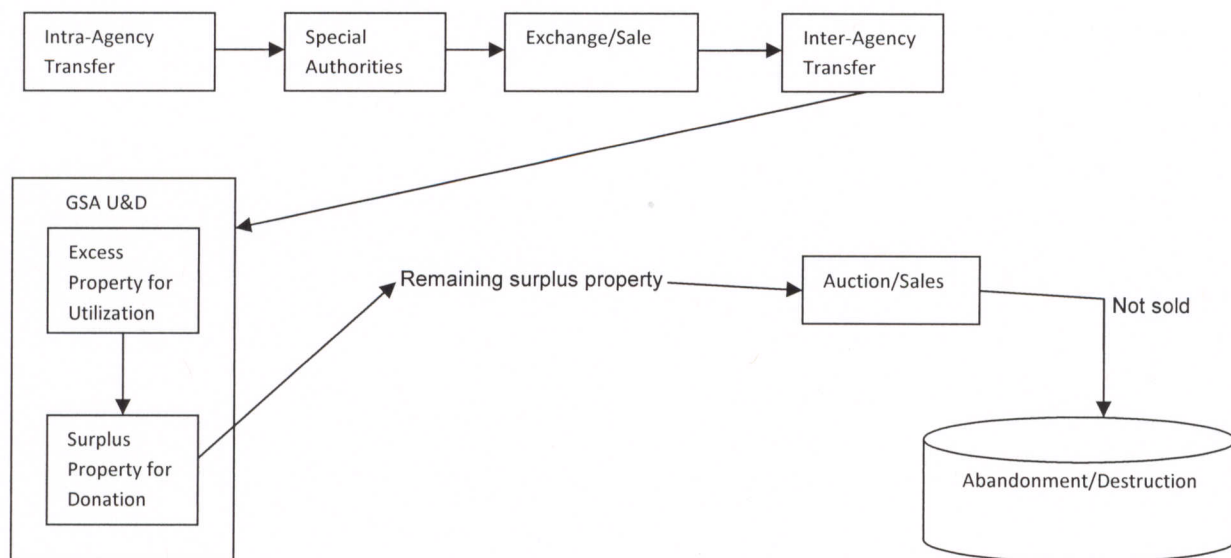 Intra-Agency
Transfer
Special
Authorities
Exchange/Sale
Inter-Agency
Transfer
GSA U&D
Excess
Property for
Utilization
Surplus
Property for
Donation
Remaining surplus property
Auction/Sales
Not sold
Abandonment/Destruction